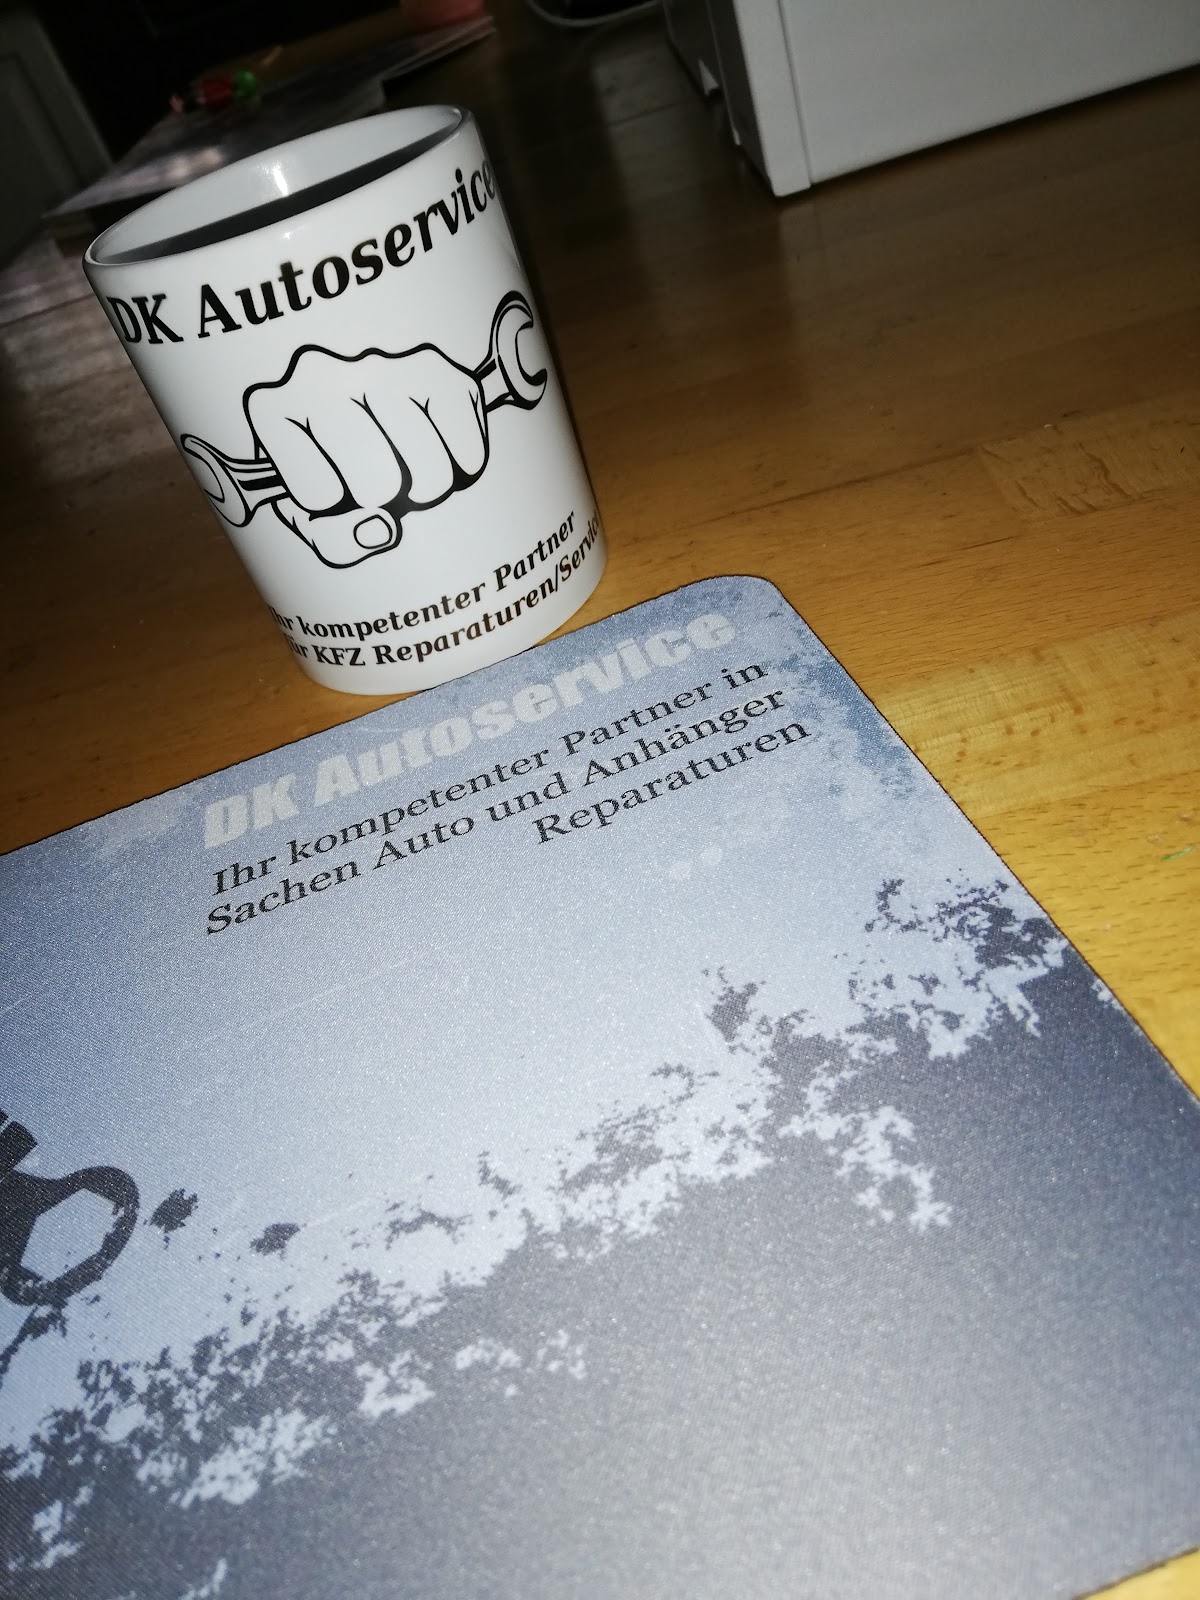 DK Autoservice
Ihr kompetenter Partner
für KFZ Reparaturen/Service
DK Autoservice
Ihr kompetenter Partner in
Sachen Auto und Anhänger
Reparaturen